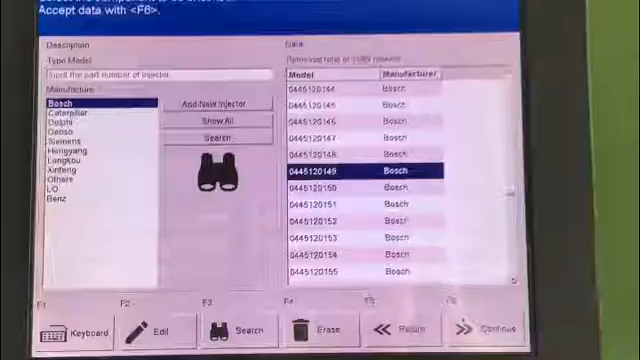 Accept data with <F6>.
Description
Type Model
Input the part number of injector
Manufacture
Bosch
Caterpillar
Delphi
Denso
Siemens
Hengyang
Longkou
Xinfeng
Others
LO
Benz
Add New Injector
Show All
Search
Data
Model Manufacturer
0445120144 Bosch
0445120145 Bosch
0445120146 Bosch
0445120147 Bosch
0445120148 Bosch
0445120149 Bosch
0445120150 Bosch
0445120151 Bosch
0445120152 Bosch
0445120153 Bosch
0445120154 Bosch
0445120155 Bosch
F1 F2 F3 F4 F5 F6
Keyboard Edit Search Erase Return Continue